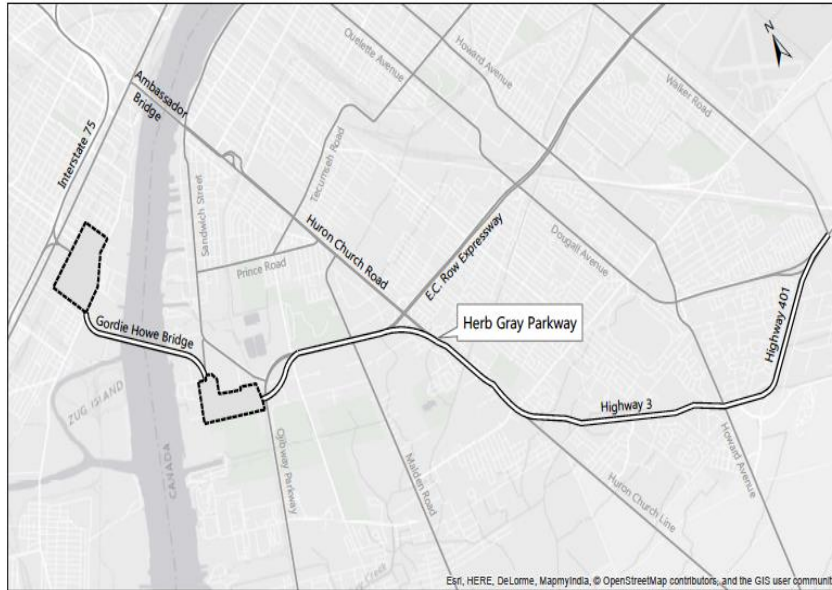 N
Ouelette Avenue
Howard Avenue
Walker Road
Ambassador
Bridge
Interstate 75
Sandwich Street
Tecumseh Road
Huron Church Road
E.C. Row Expressway
Dougall Avenue
Prince Road
Gordie Howe Bridge
Herb Gray Parkway
Highway 401
ZUG ISLAND
Highway 3
CANADA
Ojibway Parkway
Malden Road
Howard Avenue
Huron Church Line
Creek
Esri, HERE, DeLorme, MapmyIndia, © OpenStreetMap contributors, and the GIS user communit